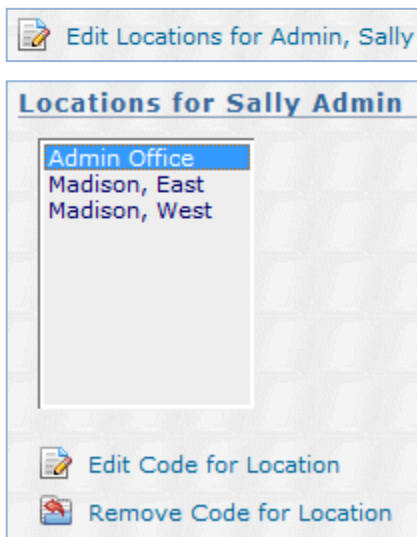 Edit Locations for Admin, Sally
Locations for Sally Admin
Admin Office
Madison, East
Madison, West
Edit Code for Location
Remove Code for Location